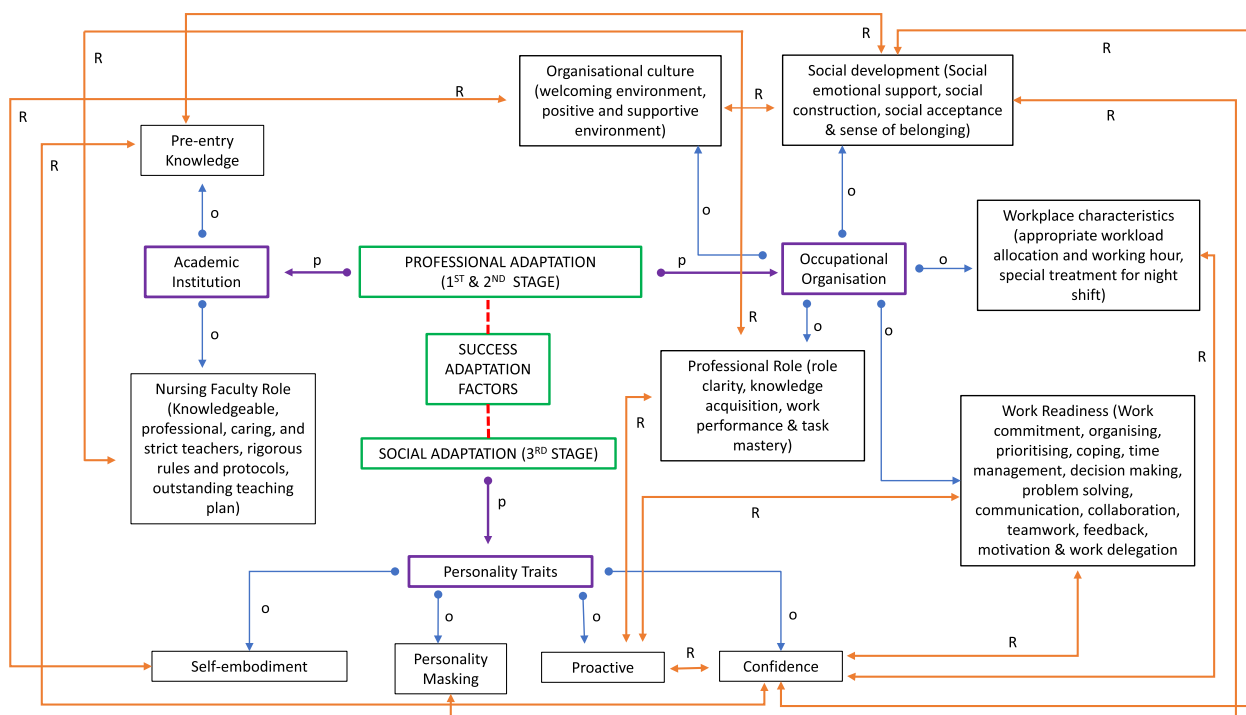 R
R
R
R
Organisational culture
(welcoming environment,
positive and supportive
environment)
R
Social development (Social
emotional support, social
construction, social acceptance
& sense of belonging)
R
R
R
Pre-entry
Knowledge
o
o
o
Workplace characteristics
(appropriate workload
allocation and working hour,
special treatment for night
shift)
Academic
Institution
p
PROFESSIONAL ADAPTATION
(1ST & 2ND STAGE)
p
Occupational
Organisation
o
o
R
o
o
SUCCESS
ADAPTATION
FACTORS
Professional Role (role
clarity, knowledge
acquisition, work
performance & task
mastery)
R
R
Nursing Faculty Role
(Knowledgeable,
professional, caring, and
strict teachers, rigorous
rules and protocols,
outstanding teaching
plan)
SOCIAL ADAPTATION (3RD STAGE)
Work Readiness (Work
commitment, organising,
prioritising, coping, time
management, decision making,
problem solving,
communication, collaboration,
teamwork, feedback,
motivation & work delegation
p
R
Personality Traits
o
o
o
o
R
Self-embodiment
Personality
Masking
Proactive
R
Confidence